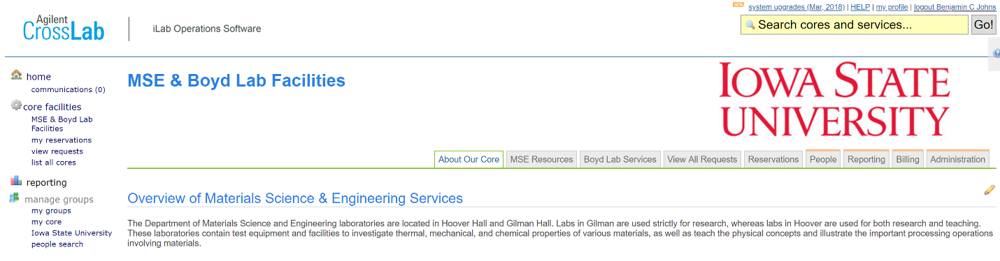 NEW system upgrades (Mar, 2018) | HELP | my profile | logout Benjamin C Johns
Agilent
CrossLab
iLab Operations Software
Search cores and services...
Go!
home
communications (0)
core facilities
MSE & Boyd Lab
Facilities
my reservations
view requests
list all cores
reporting
manage groups
my groups
my core
Iowa State University
people search
MSE & Boyd Lab Facilities
IOWA STATE
UNIVERSITY
About Our Core MSE Resources Boyd Lab Services View All Requests Reservations People Reporting Billing Administration
Overview of Materials Science & Engineering Services
The Department of Materials Science and Engineering laboratories are located in Hoover Hall and Gilman Hall. Labs in Gilman are used strictly for research, whereas labs in Hoover are used for both research and teaching.
These laboratories contain test equipment and facilities to investigate thermal, mechanical, and chemical properties of various materials, as well as teach the physical concepts and illustrate the important processing operations
involving materials.